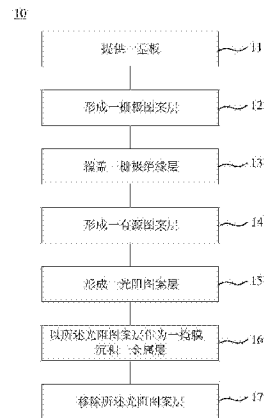 10
提供一基板
11
形成一栅极图案层
12
覆盖一栅极绝缘层
13
形成一有源图案层
14
形成一光阻图案层
15
以所述光阻图案层作为一掩膜
沉积一金属层
16
移除所述光阻图案层
17